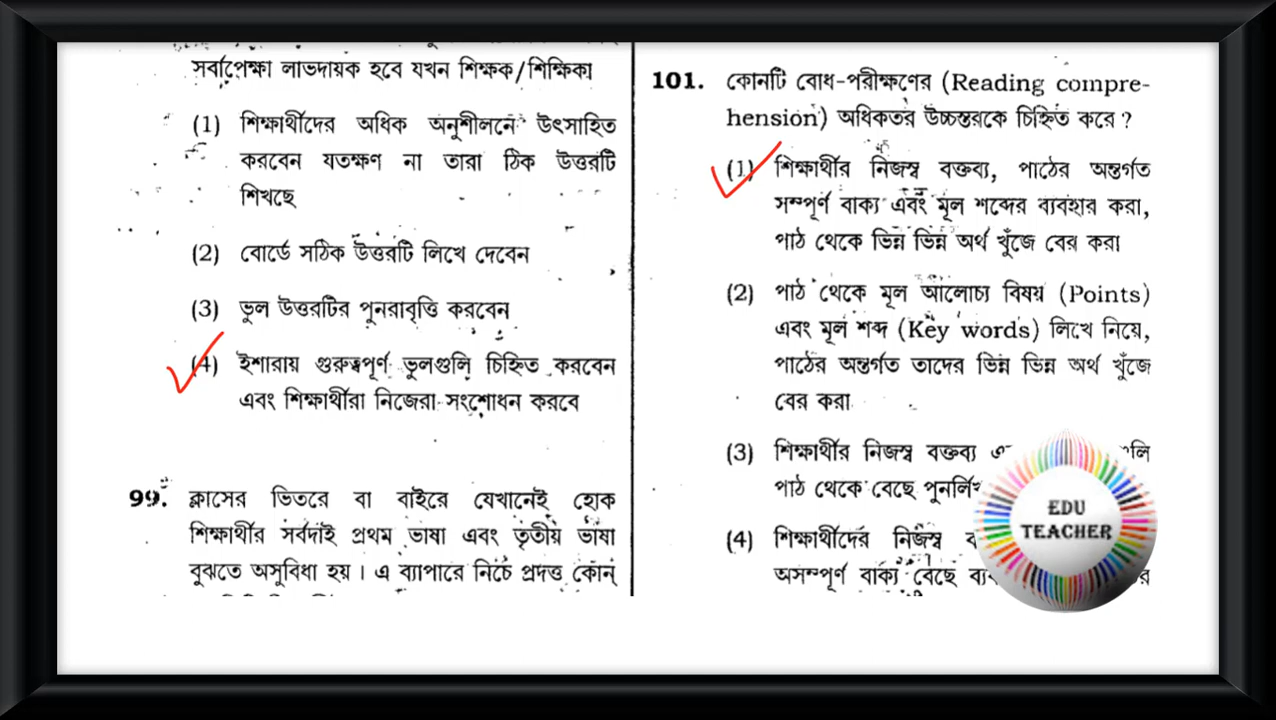 সর্বাপেক্ষা লাভদায়ক হবে যখন শিক্ষক/শিক্ষিকা
(1) শিক্ষার্থীদের অধিক অনুশীলনে উৎসাহিত
করবেন যতক্ষণ না তারা ঠিক উত্তরটি
শিখছে
(2) বোর্ডে সঠিক উত্তরটি লিখে দেবেন
(3) ভুল উত্তরটির পুনরাবৃত্তি করবেন
(4) ইশারায় গুরুত্বপূর্ণ ভুলগুলি চিহ্নিত করবেন
এবং শিক্ষার্থীরা নিজেরা সংশোধন করবে
99. ক্লাসের ভিতরে বা বাইরে যেখানেই হোক
শিক্ষার্থীর সর্বদাই প্রথম ভাষা এবং তৃতীয় ভাষা
বুঝতে অসুবিধা হয়। এ ব্যাপারে নিচে প্রদত্ত কোন্
101. কোনটি বোধ-পরীক্ষণের (Reading compre-
hension) অধিকতর উচ্চস্তরকে চিহ্নিত করে ?
(1) শিক্ষার্থীর নিজস্ব বক্তব্য, পাঠের অন্তর্গত
সম্পূর্ণ বাক্য এবং মূল শব্দের ব্যবহার করা,
পাঠ থেকে ভিন্ন ভিন্ন অর্থ খুঁজে বের করা
(2) পাঠ থেকে মূল আলোচ্য বিষয় (Points)
এবং মূল শব্দ (Key words) লিখে নিয়ে,
পাঠের অন্তর্গত তাদের ভিন্ন ভিন্ন অর্থ খুঁজে
বের করা
(3) শিক্ষার্থীর নিজস্ব বক্তব্য
পাঠ থেকে বেছে
(4) শিক্ষার্থীদের নিজস্ব
অসম্পূর্ণ বাক্য বেছে
EDU
TEACHER